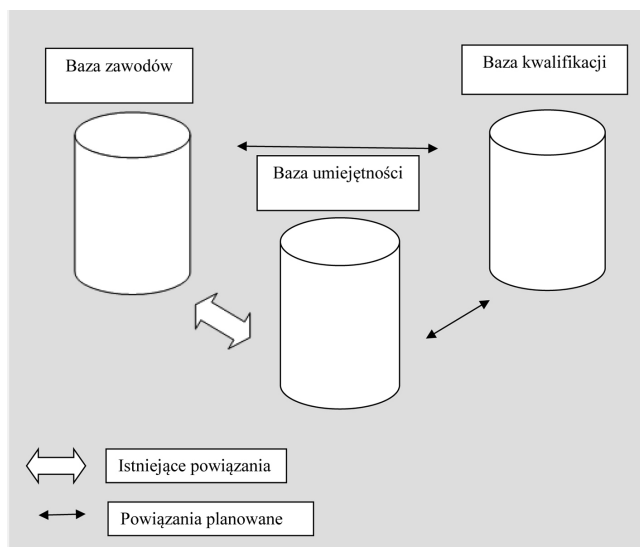 Baza zawodów
Baza kwalifikacji
Baza umiejętności
Istniejące powiązania
Powiązania planowane